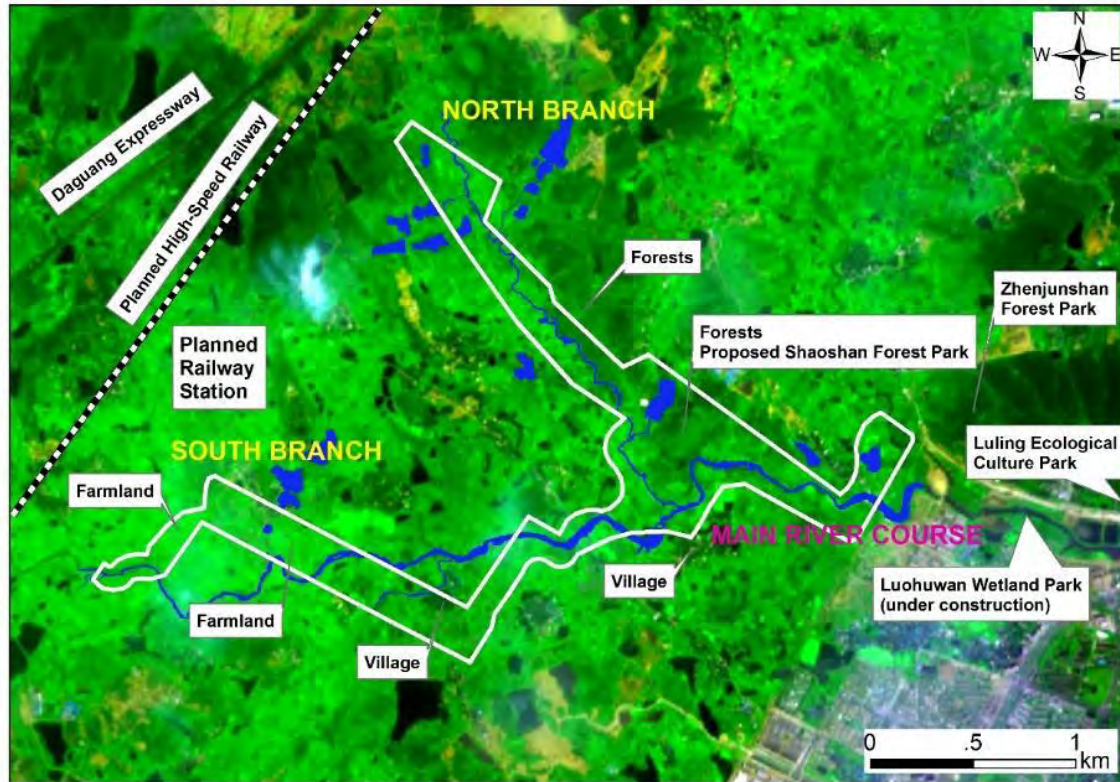 N
W E
S
NORTH BRANCH
Daguang Expressway
Planned High-Speed Railway
Forests
Zhenjunshan
Forest Park
Forests
Proposed Shaoshan Forest Park
Planned
Railway
Station
SOUTH BRANCH
Luling Ecological
Culture Park
Farmland
MAIN RIVER COURSE
Village
Luohuwan Wetland Park
(under construction)
Farmland
Village
0 .5 1
km